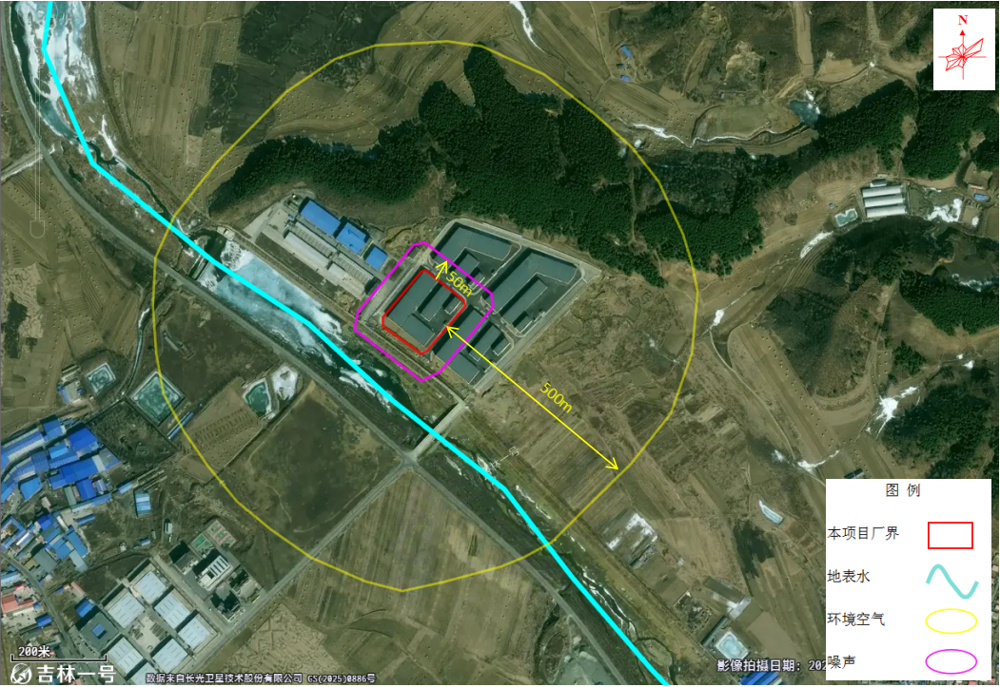 N
50m
500m
图 例
本项目厂界
地表水
环境空气
噪声
200米
吉林一号
数据来自长光卫星技术股份有限公司 GS(2025)0886号
影像拍摄日期: 202